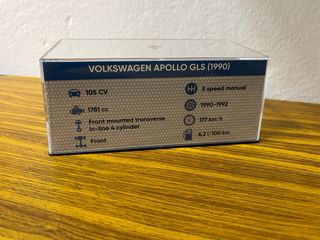 VOLKSWAGEN APOLLO GLS (1990)
105 CV
5 speed manual
1781 cc
1990-1992
Front mounted transverse
in-line 4 cylinder
177 km/h
Front
6,2 l/100 km